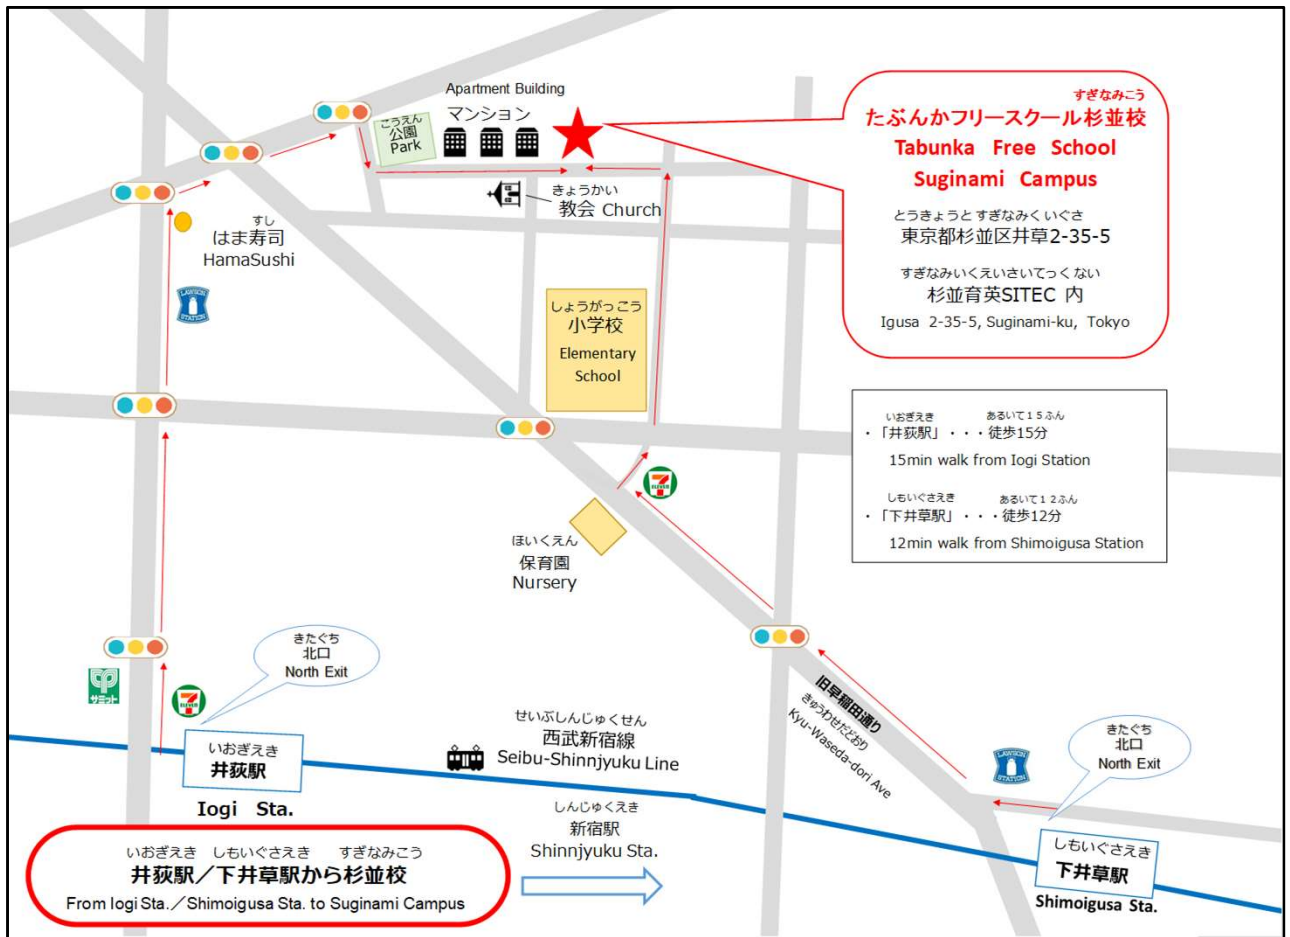 Apartment Building
マンション
こうえん
公園
Park
すぎなみこう
たぶんかフリースクール杉並校
Tabunka Free School
Suginami Campus
とうきょうと すぎなみく いぐさ
東京都杉並区井草2-35-5
すぎなみいくえいさいてっく ない
杉並育英SITEC 内
Igusa 2-35-5, Suginami-ku, Tokyo
きょうかい
教会 Church
すし
はま寿司
HamaSushi
LAWSON
STATION
しょうがっこう
小学校
Elementary
School
いおぎえき あるいて15ふん
・「井荻駅」・・・徒歩15分
15min walk from Iogi Station
しもいぐさえき あるいて12ふん
・「下井草駅」・・・徒歩12分
12min walk from Shimoigusa Station
7
ELEVEn
ほいくえん
保育園
Nursery
きたぐち
北口
North Exit
サミット
7
ELEVEn
旧早稲田通り
きゅうわせだどおり
Kyu-Waseda-dori Ave
せいぶしんじゅくせん
西武新宿線
Seibu-Shinnjyuku Line
きたぐち
北口
North Exit
LAWSON
STATION
いおぎえき
井荻駅
Iogi Sta.
しんじゅくえき
新宿駅
Shinnjyuku Sta.
しもいぐさえき
下井草駅
Shimoigusa Sta.
いおぎえき しもいぐさえき すぎなみこう
井荻駅／下井草駅から杉並校
From Iogi Sta.／Shimoigusa Sta. to Suginami Campus